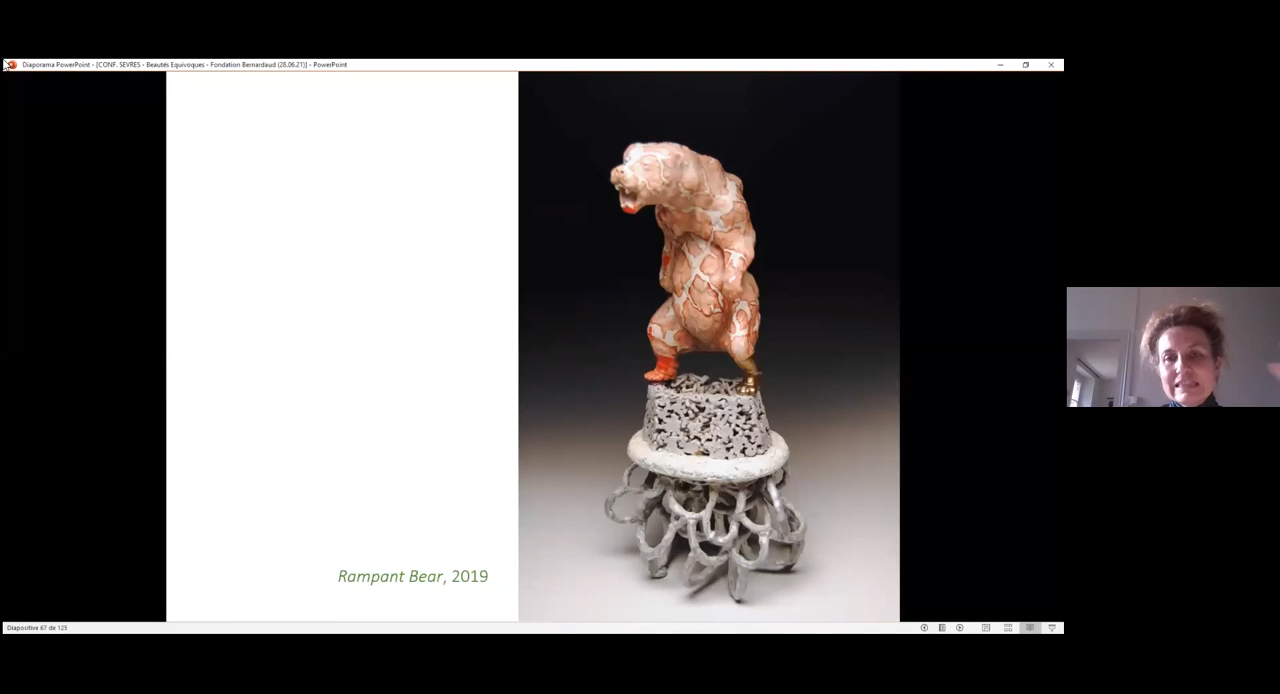 Diaporama PowerPoint - [CONF. SEVRES - Beautés Equivoques - Fondation Bernardaud (28.06.21)] - PowerPoint
Rampant Bear, 2019
Diapositive 67 de 125